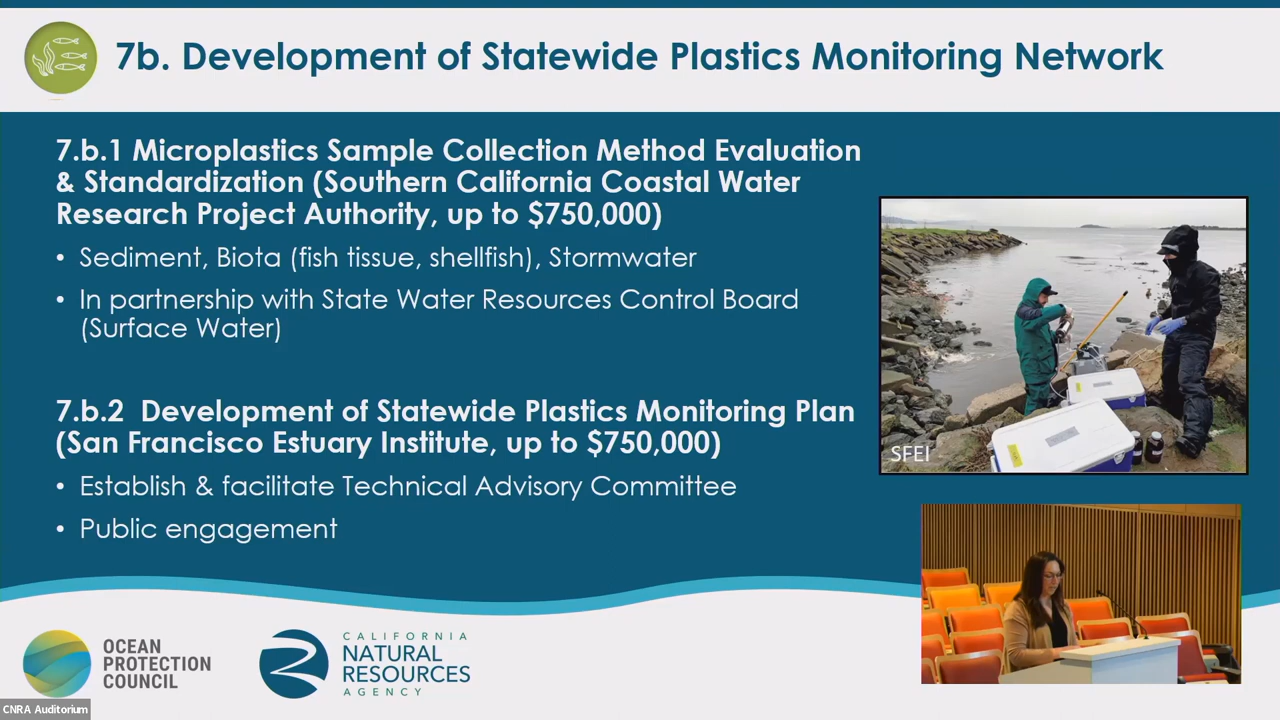 7b. Development of Statewide Plastics Monitoring Network
7.b.1 Microplastics Sample Collection Method Evaluation
& Standardization (Southern California Coastal Water
Research Project Authority, up to $750,000)
• Sediment, Biota (fish tissue, shellfish), Stormwater
• In partnership with State Water Resources Control Board
(Surface Water)
7.b.2 Development of Statewide Plastics Monitoring Plan
(San Francisco Estuary Institute, up to $750,000)
• Establish & facilitate Technical Advisory Committee
• Public engagement
SFEI
OCEAN
PROTECTION
COUNCIL
CALIFORNIA
NATURAL
RESOURCES
AGENCY
CNRA Auditorium